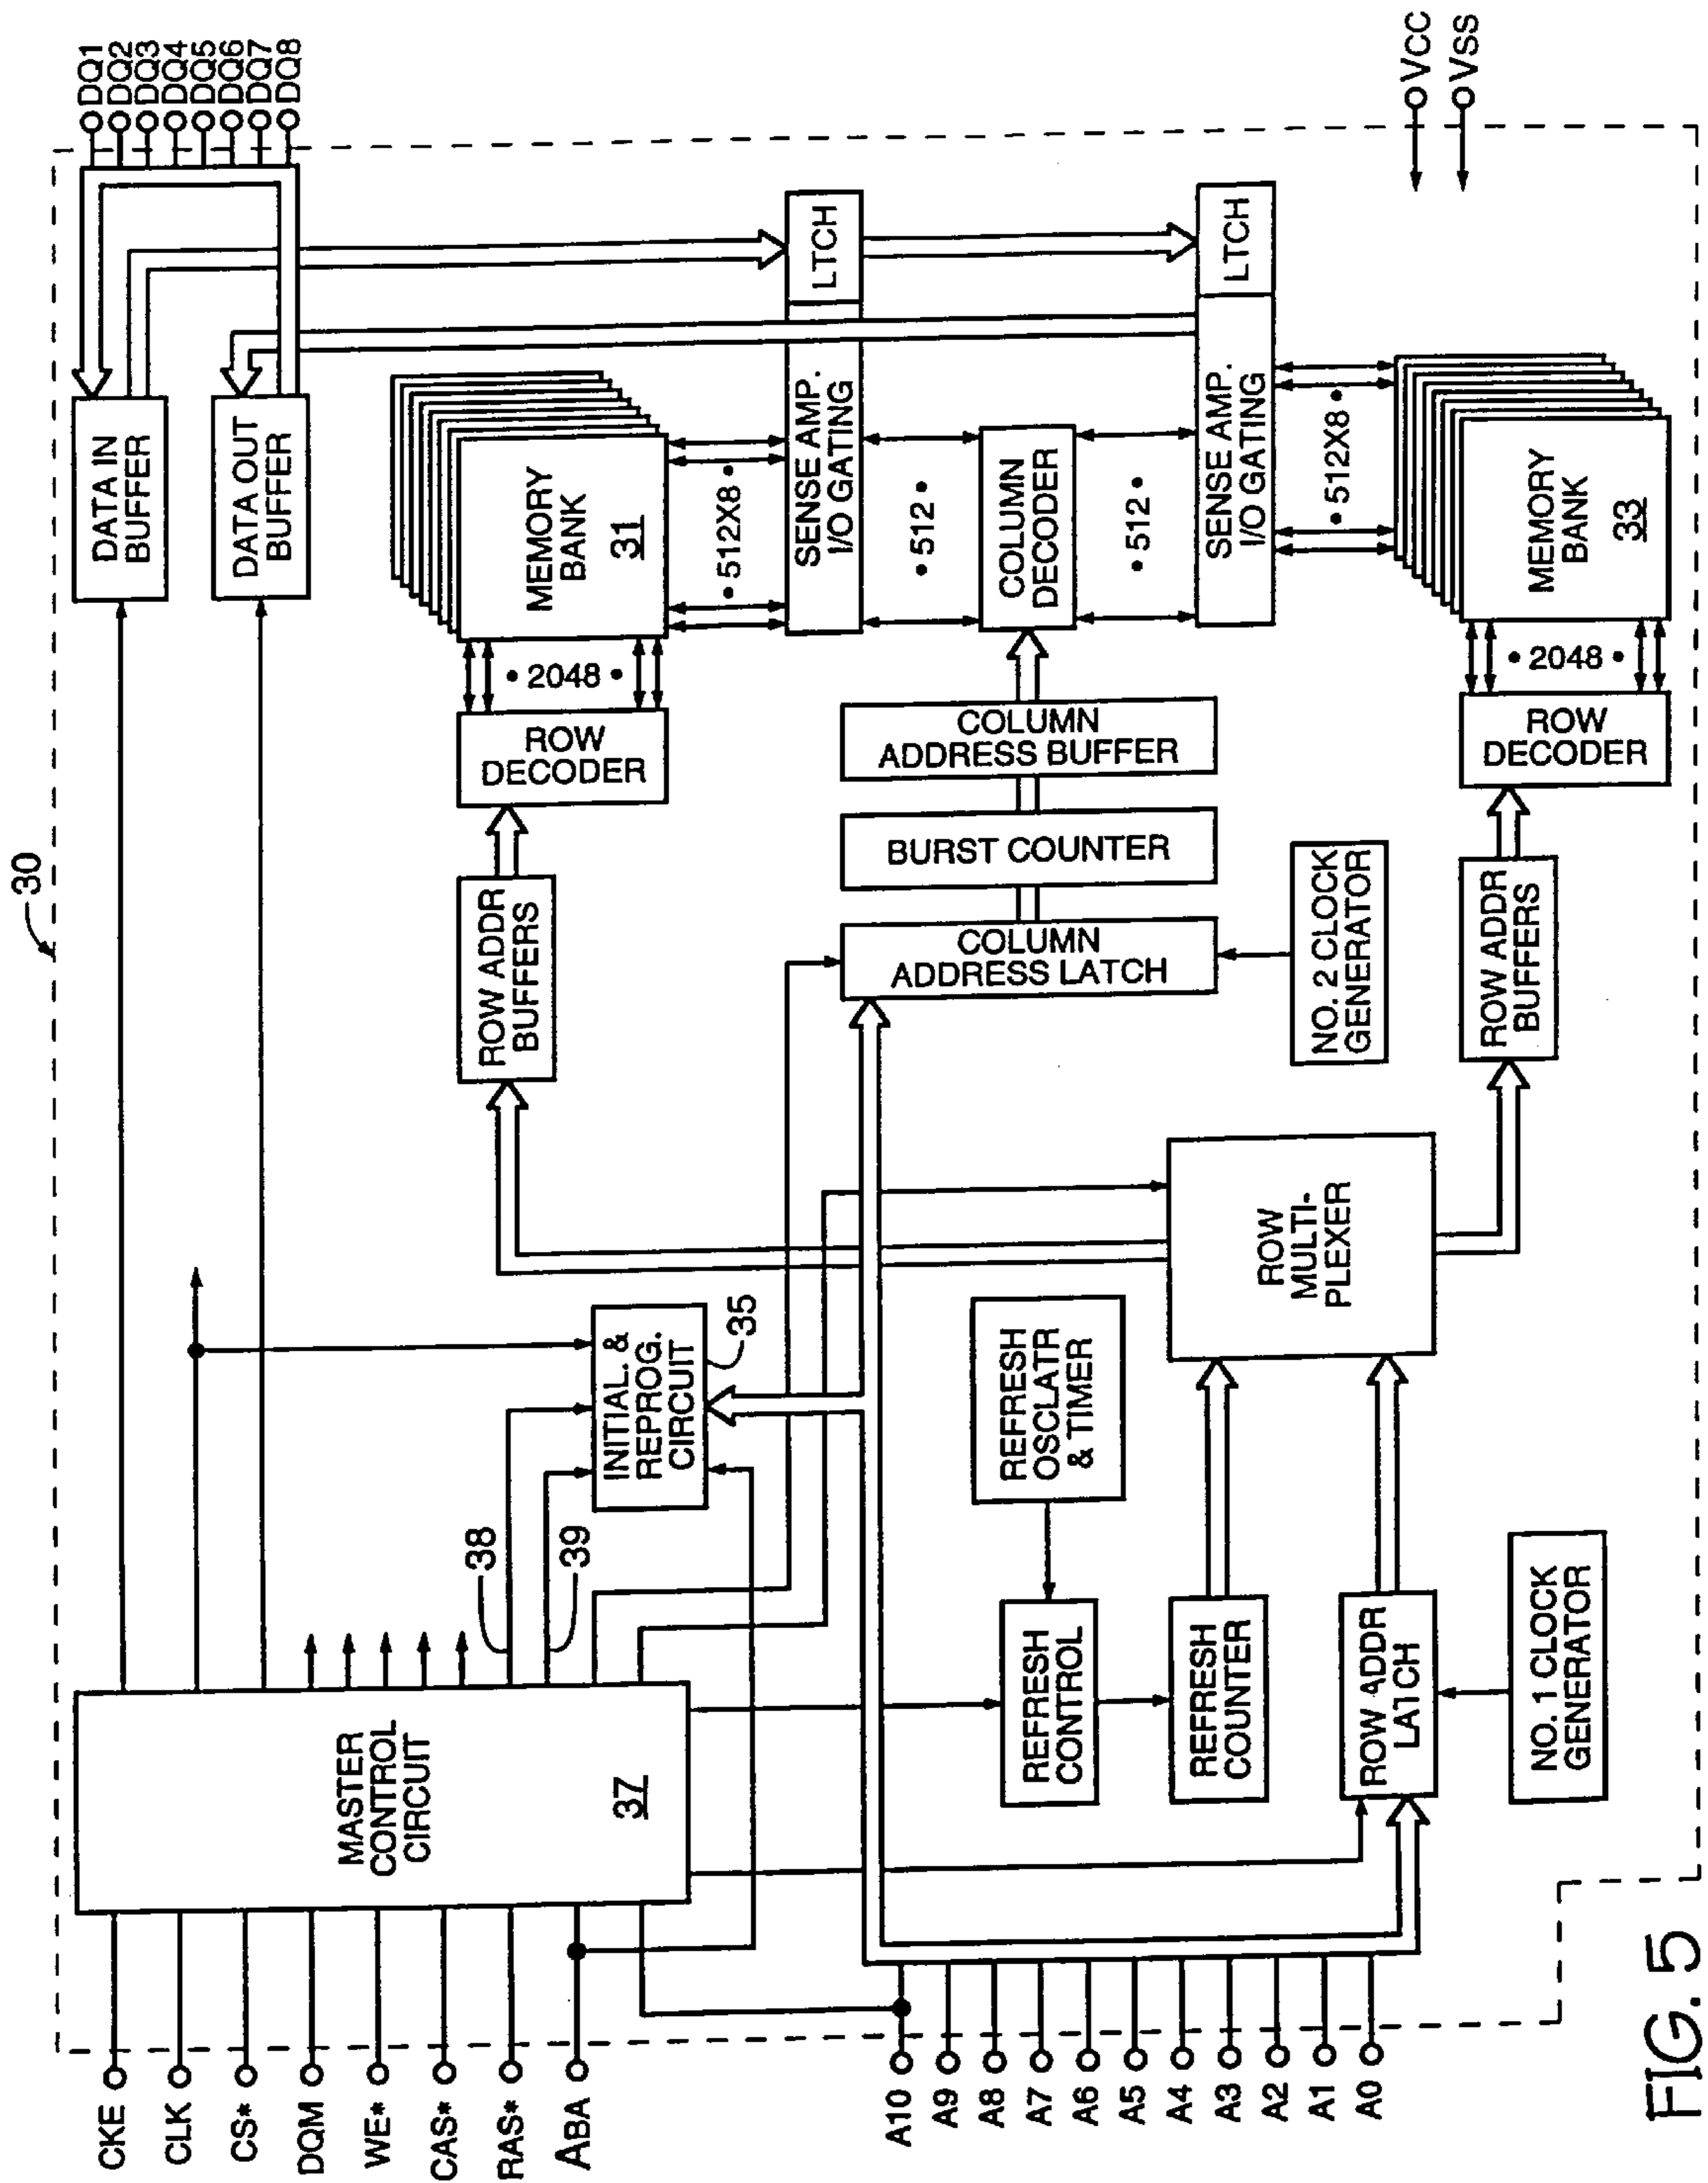 30
CKE
CLK
CS*
DQM
WE*
CAS*
RAS*
ABA
A10
A9
A8
A7
A6
A5
A4
A3
A2
A1
A0
MASTER
CONTROL
CIRCUIT
37
38
39
INITIAL. &
REPROG.
CIRCUIT
35
REFRESH
CONTROL
REFRESH
OSCLATR
& TIMER
REFRESH
COUNTER
ROW ADDR
LATCH
NO. 1 CLOCK
GENERATOR
ROW
MULTI-
PLEXER
ROW ADDR
BUFFERS
COLUMN
ADDRESS LATCH
BURST COUNTER
COLUMN
ADDRESS BUFFER
NO. 2 CLOCK
GENERATOR
ROW ADDR
BUFFERS
ROW
DECODER
• 2048 •
MEMORY
BANK
31
• 512X8 •
SENSE AMP.
I/O GATING
LTCH
• 512 •
COLUMN
DECODER
• 512 •
SENSE AMP.
I/O GATING
LTCH
• 512X8 •
ROW
DECODER
• 2048 •
MEMORY
BANK
33
DATA IN
BUFFER
DATA OUT
BUFFER
DQ1
DQ2
DQ3
DQ4
DQ5
DQ6
DQ7
DQ8
VCC
VSS
FIG. 5